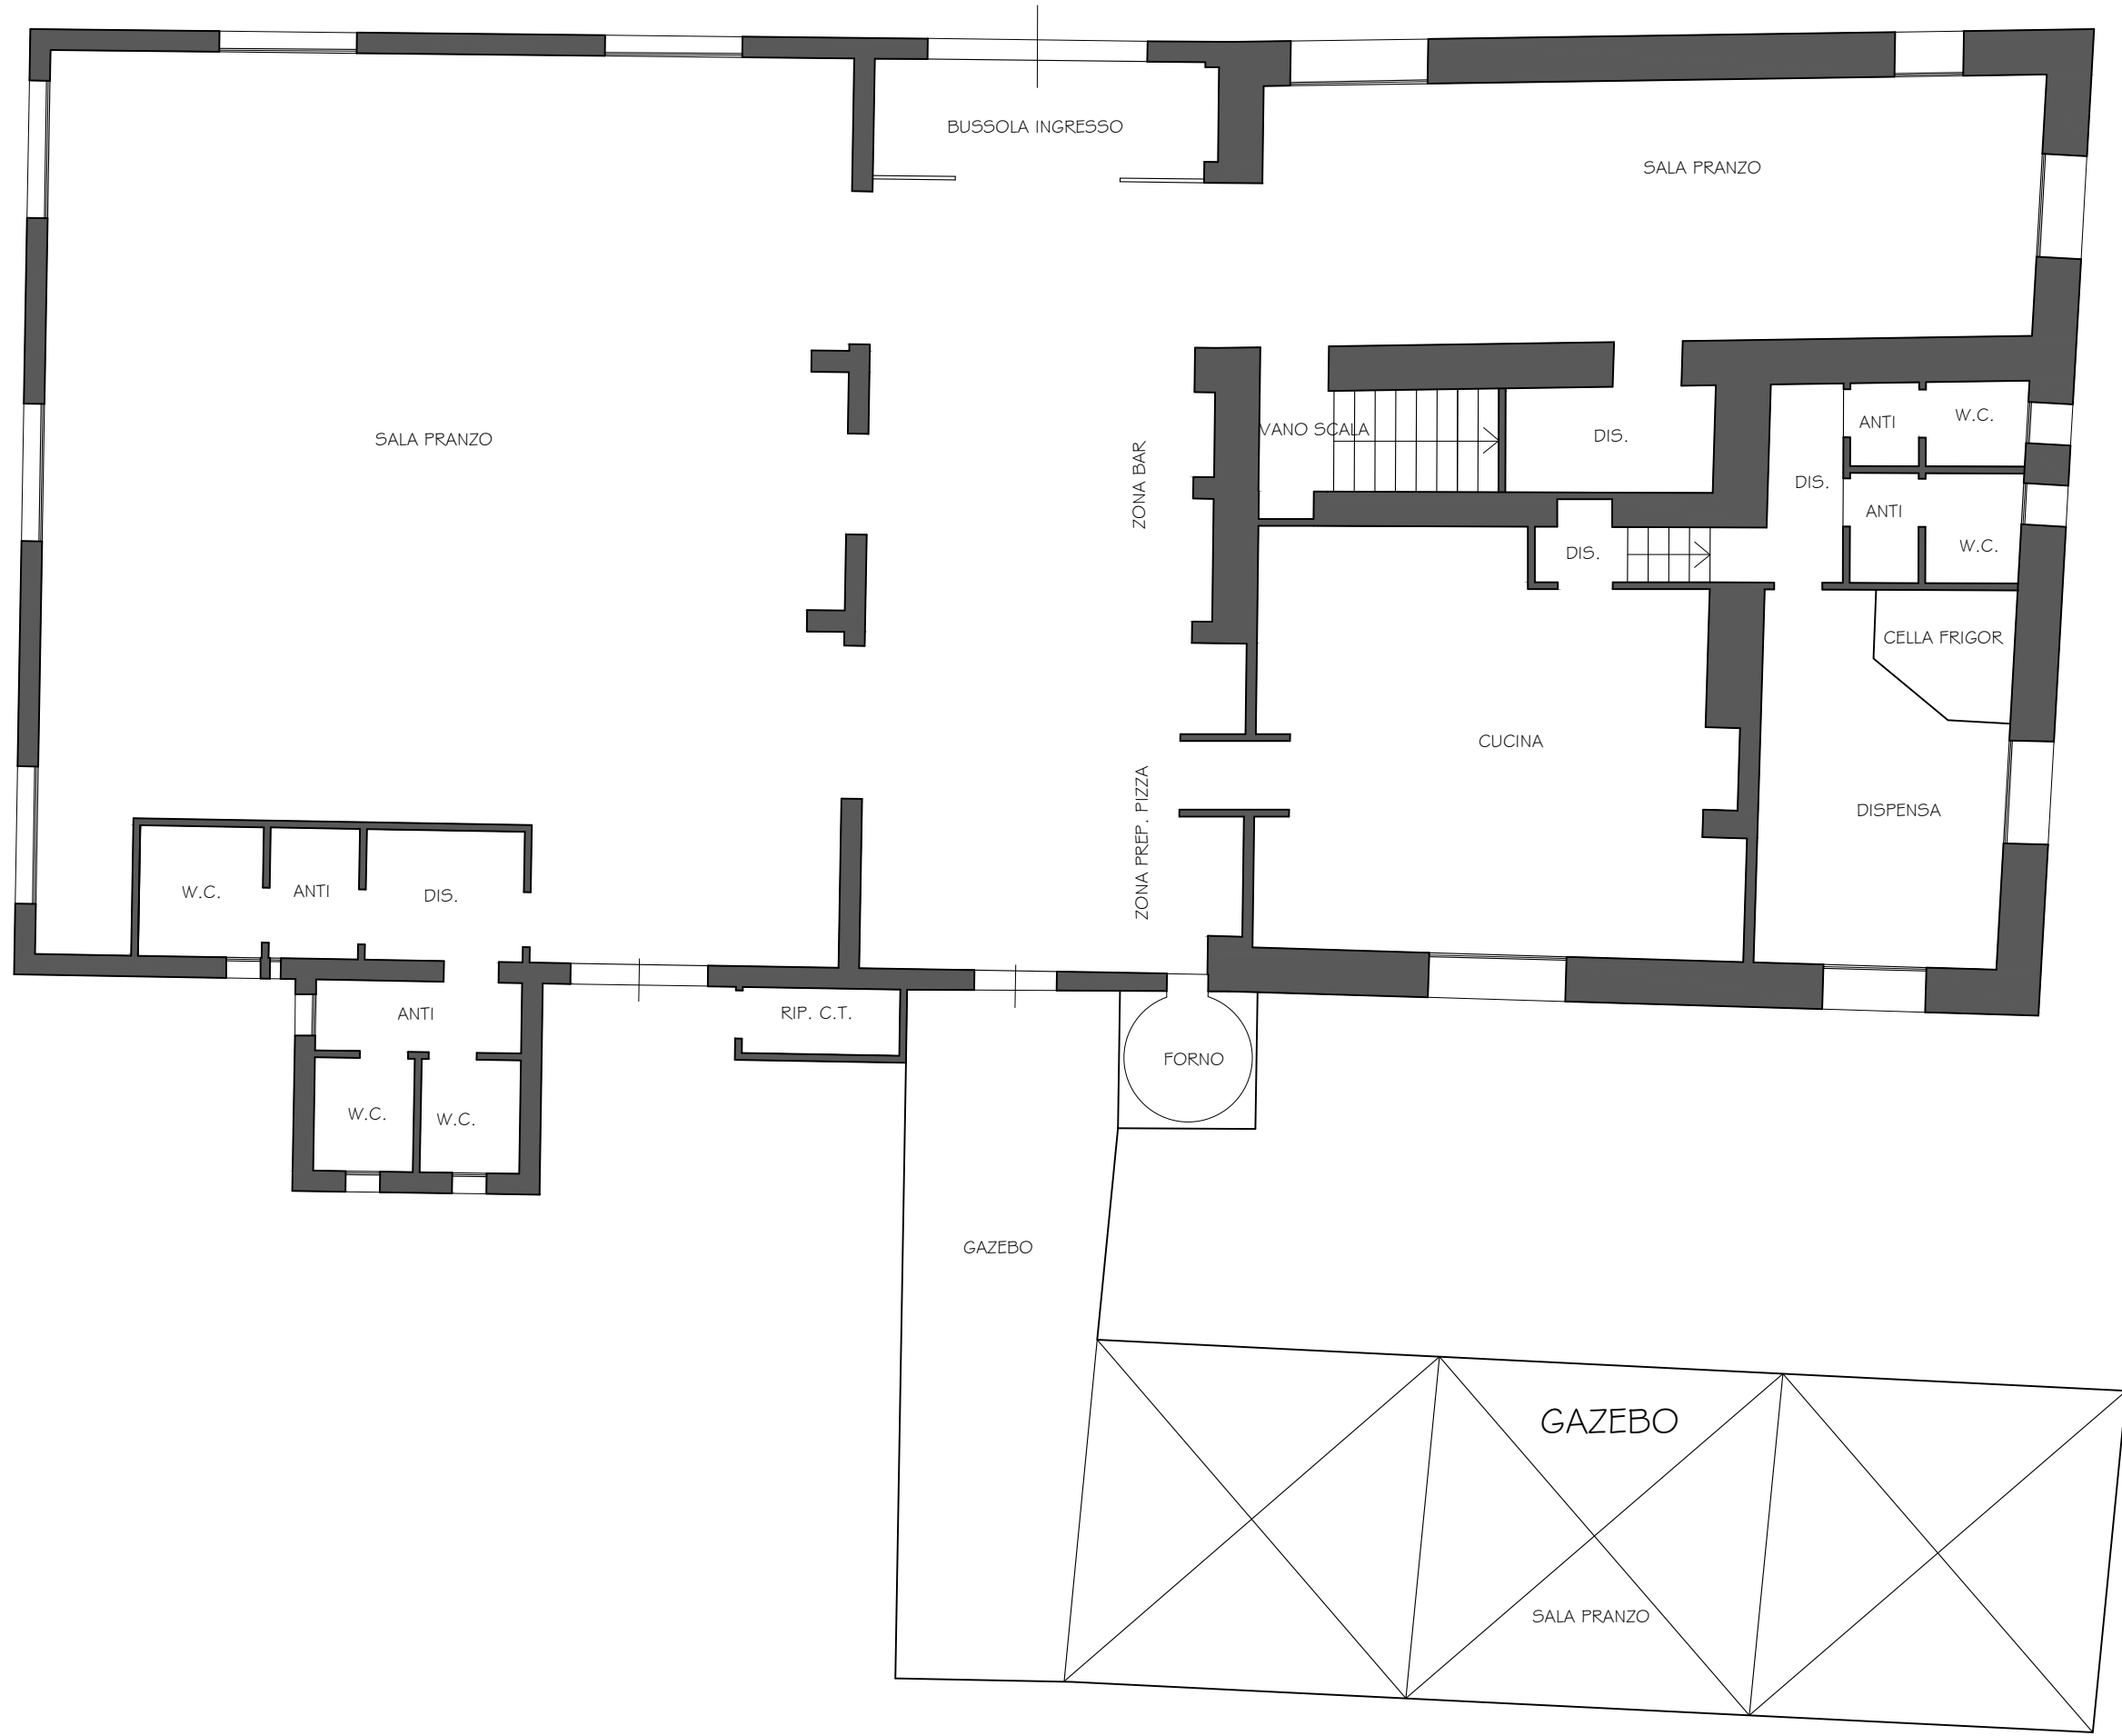 BUSSOLA INGRESSO
SALA PRANZO
SALA PRANZO
ZONA BAR
VANO SCALA
DIS.
ANTI
W.C.
DIS.
ANTI
W.C.
DIS.
CELLA FRIGOR
CUCINA
DISPENSA
ZONA PREP. PIZZA
W.C.
ANTI
DIS.
ANTI
RIP. C.T.
FORNO
W.C.
W.C.
GAZEBO
GAZEBO
SALA PRANZO